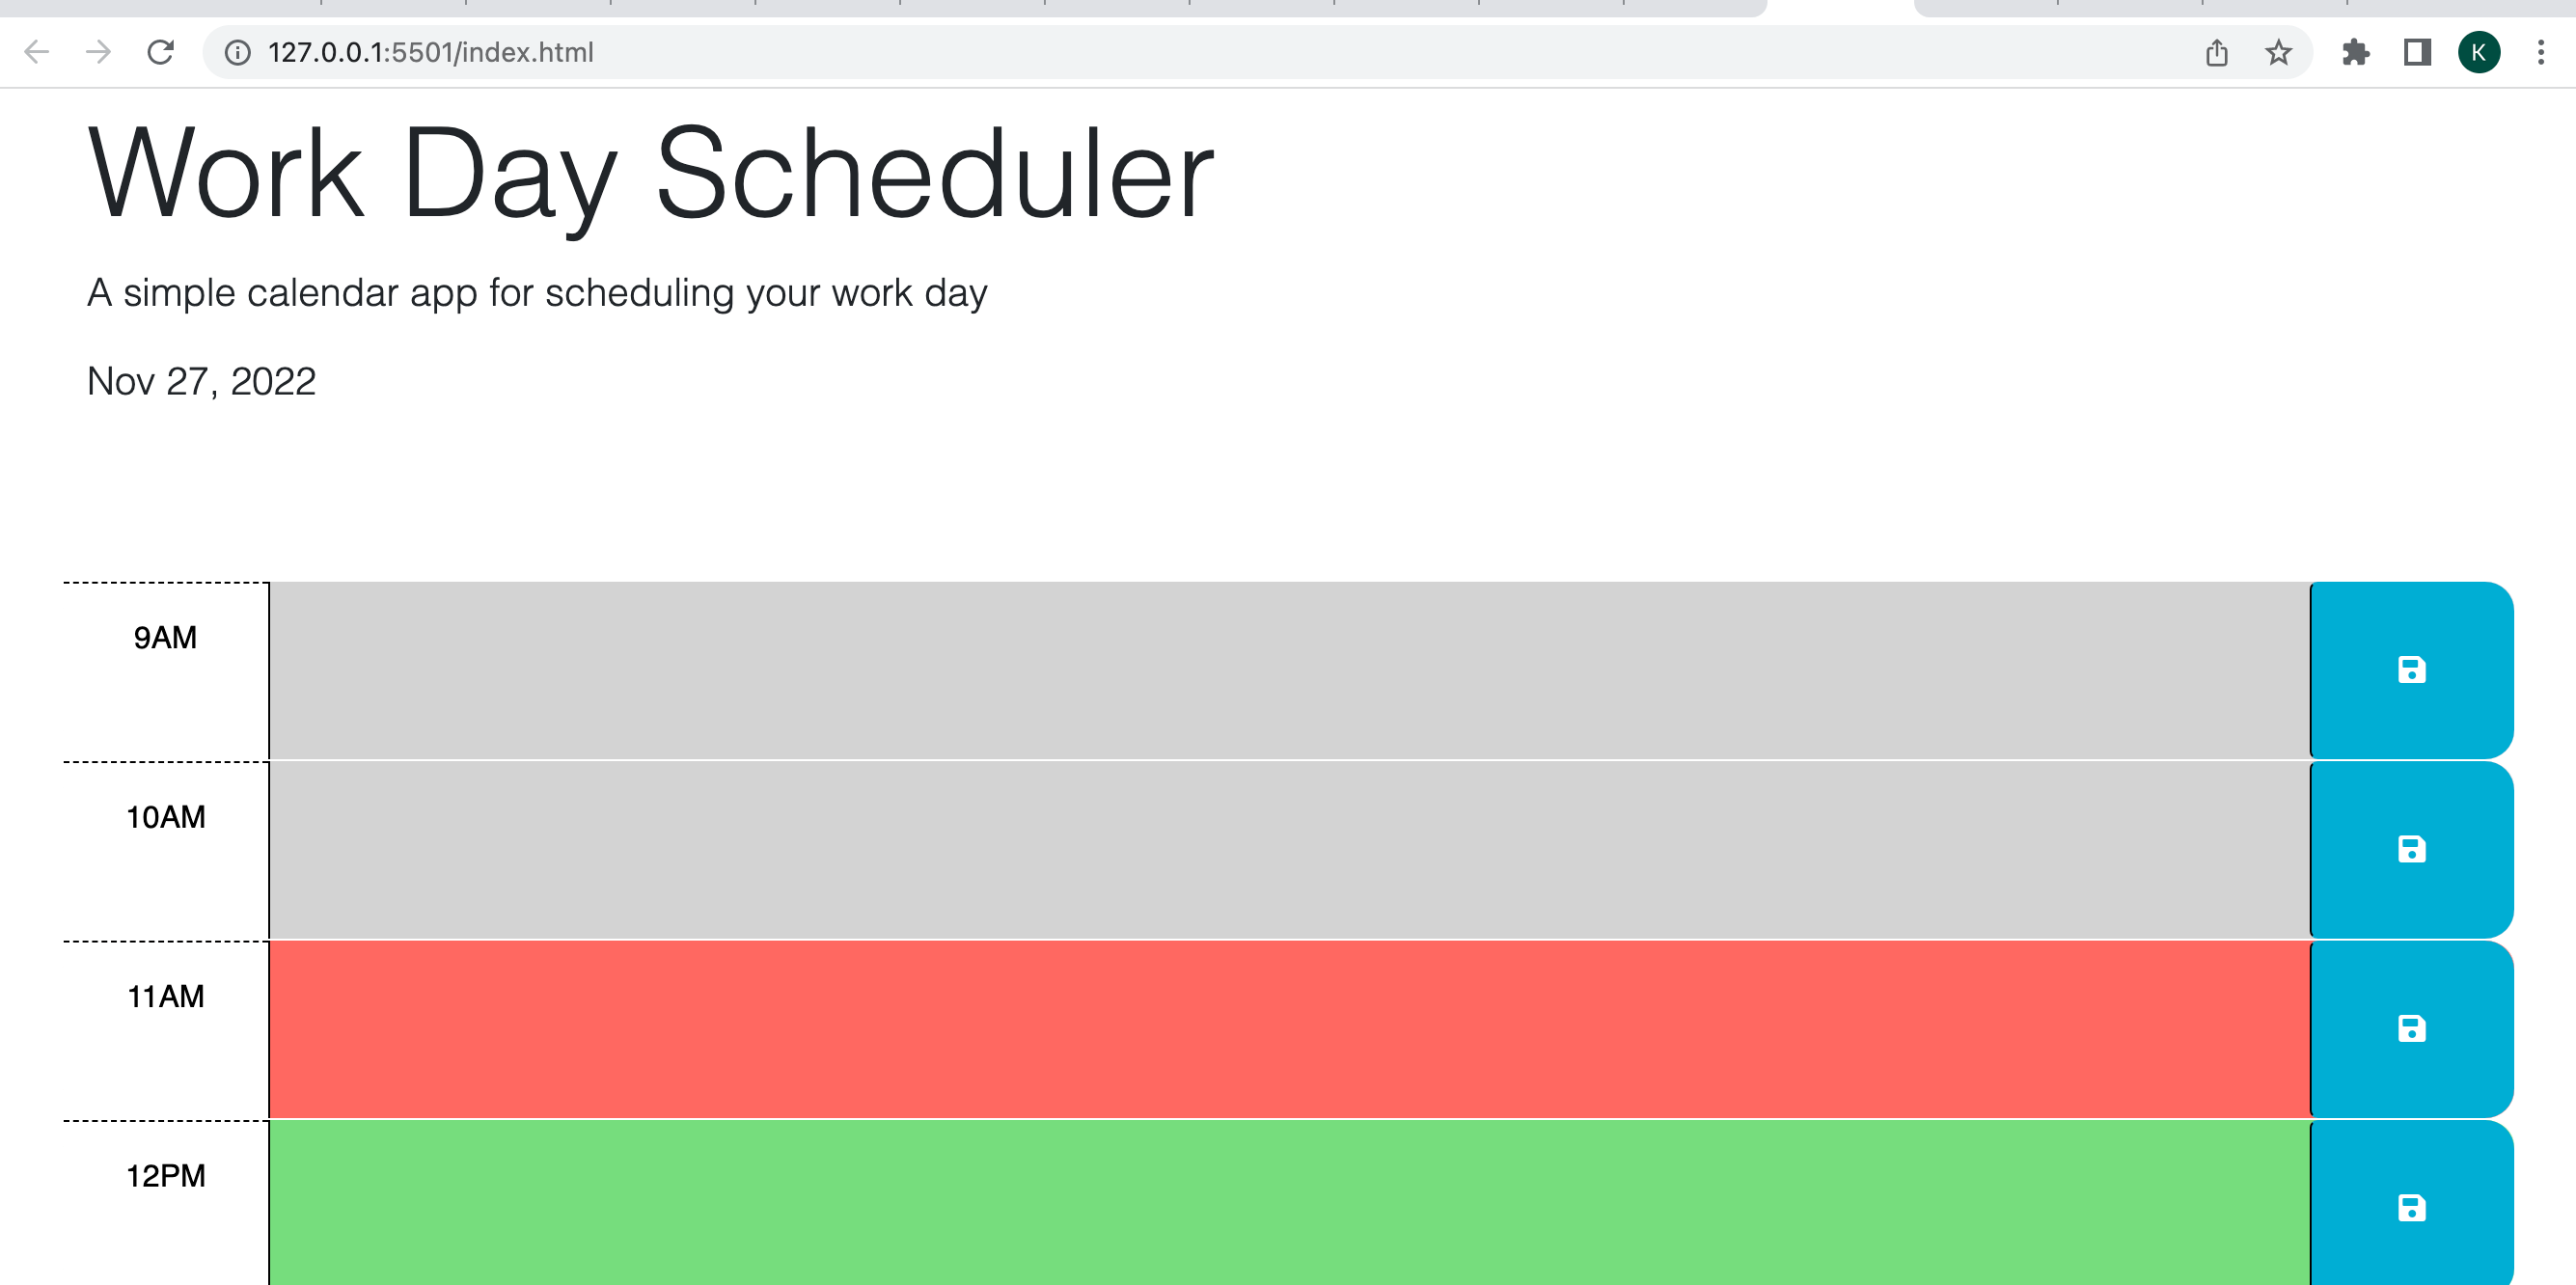 127.0.0.1:5501/index.html
K
Work Day Scheduler
A simple calendar app for scheduling your work day
Nov 27, 2022
9AM
10AM
11AM
12PM